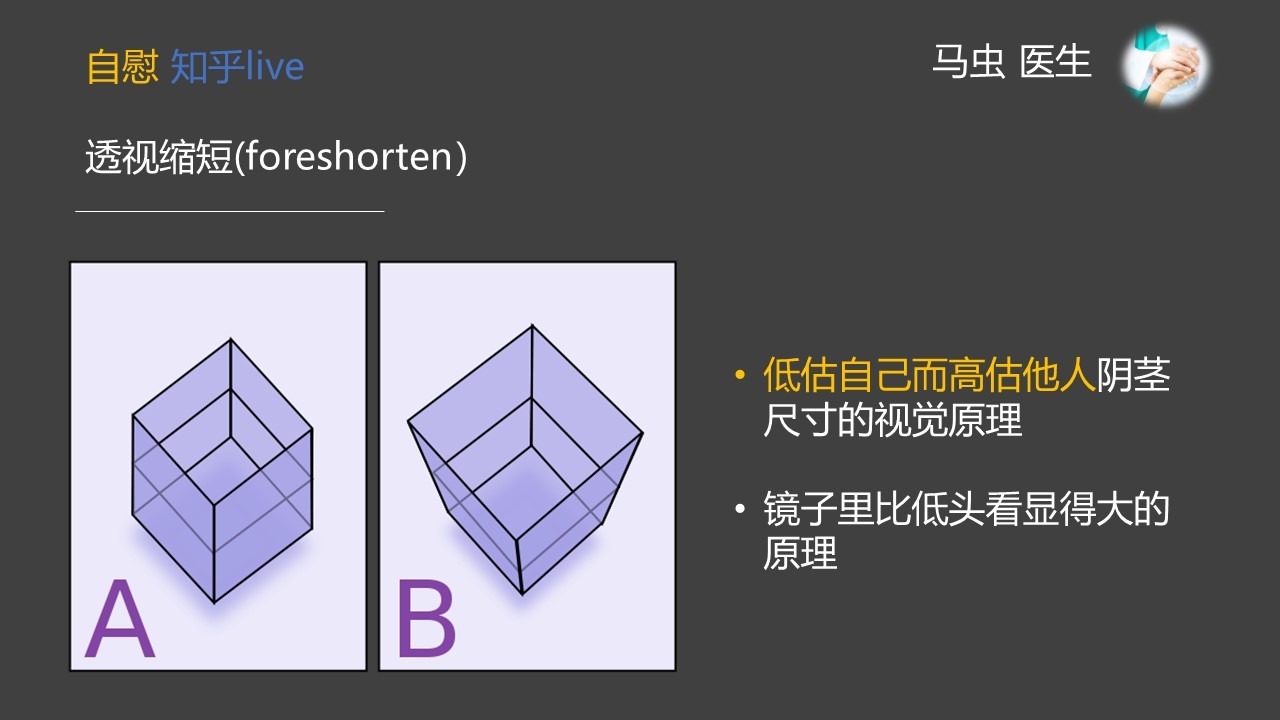 自慰 知乎live
马虫 医生
透视缩短(foreshorten）
A
B
• 低估自己而高估他人阴茎
尺寸的视觉原理
• 镜子里比低头看显得大的
原理